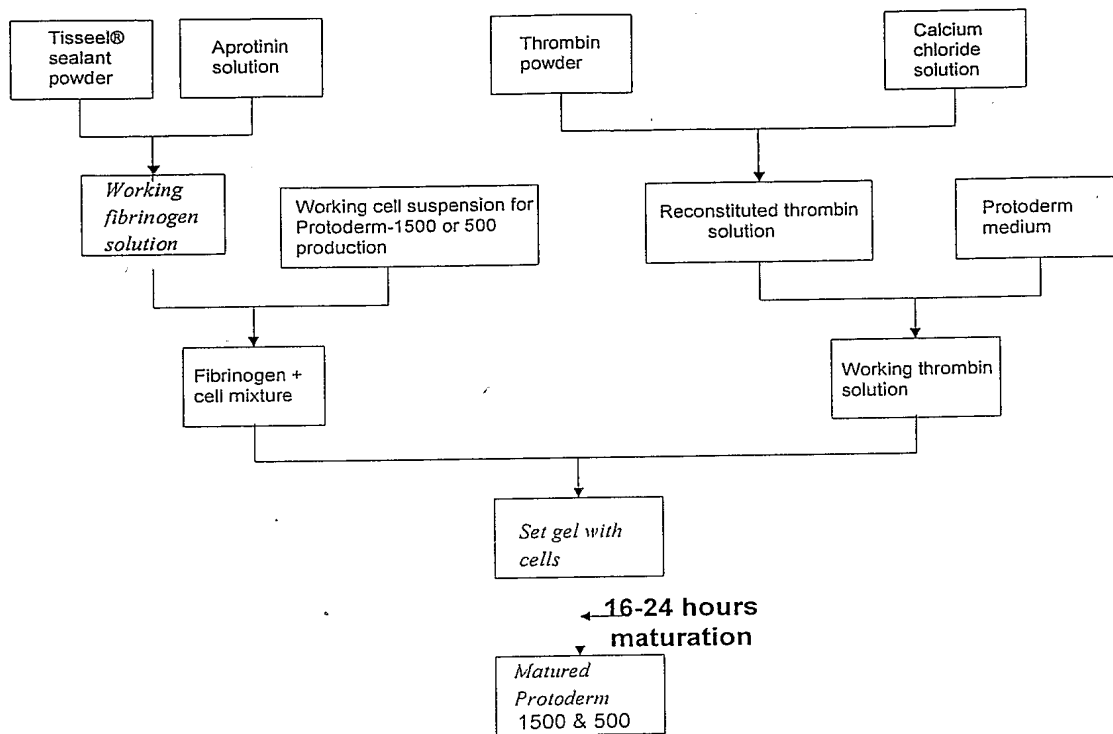 Tisseel®
sealant
powder
Aprotinin
solution
Thrombin
powder
Calcium
chloride
solution
Working
fibrinogen
solution
Working cell suspension for
Protoderm-1500 or 500
production
Reconstituted thrombin
solution
Protoderm
medium
Fibrinogen +
cell mixture
Working thrombin
solution
Set gel with
cells
16-24 hours
maturation
Matured
Protoderm
1500 & 500